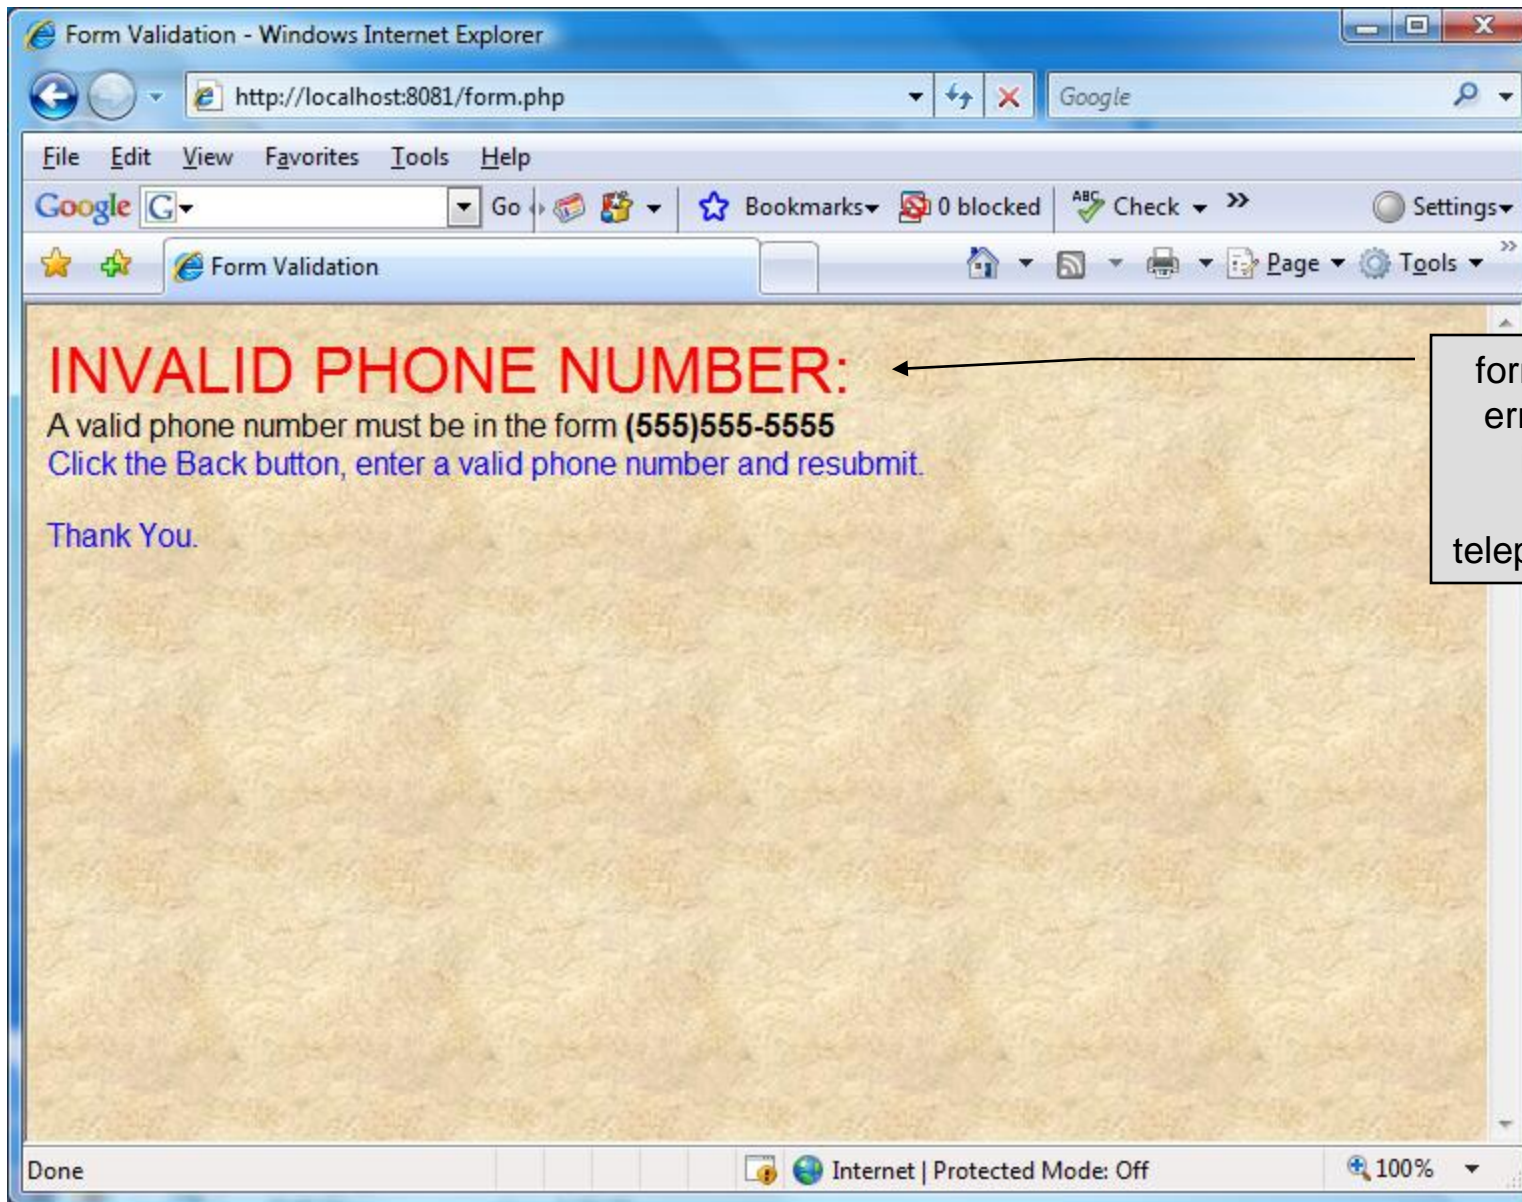 Form Validation - Windows Internet Explorer
http://localhost:8081/form.php
Google
File Edit View Favorites Tools Help
Google G Go Bookmarks 0 blocked ABC Check » Settings
Form Validation Page Tools »
INVALID PHONE NUMBER:
A valid phone number must be in the form (555)555-5555
Click the Back button, enter a valid phone number and resubmit.
Thank You.
Done Internet | Protected Mode: Off 100%